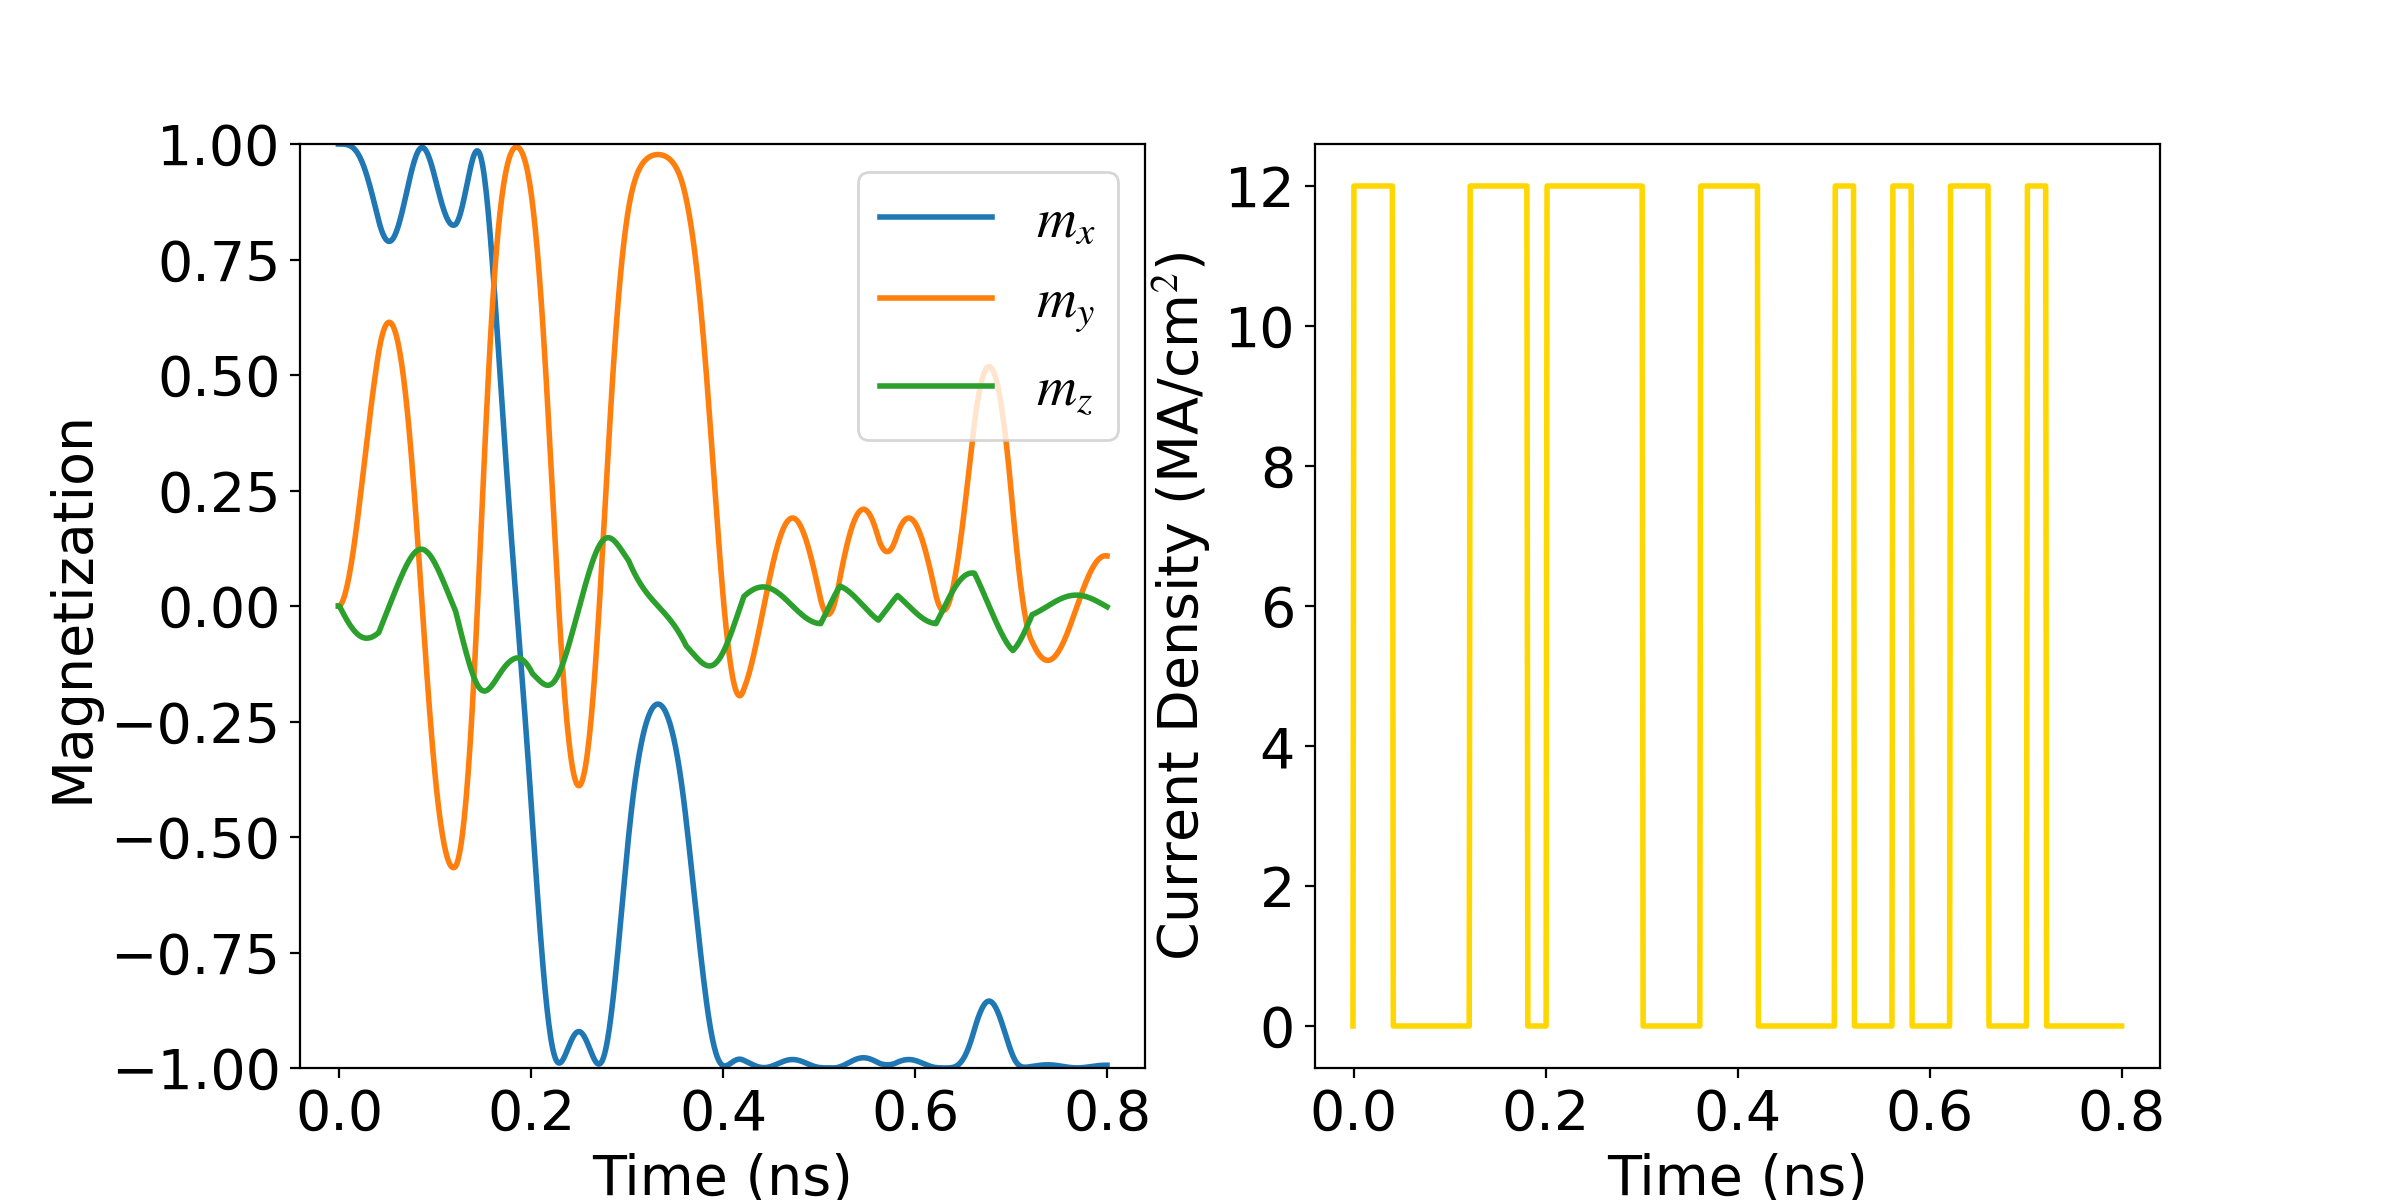 Magnetization
1.00
0.75
0.50
0.25
0.00
−0.25
−0.50
−0.75
−1.00
0.0 0.2 0.4 0.6 0.8
Time (ns)
m_x
m_y
m_z
Current Density (MA/cm²)
12
10
8
6
4
2
0
0.0 0.2 0.4 0.6 0.8
Time (ns)